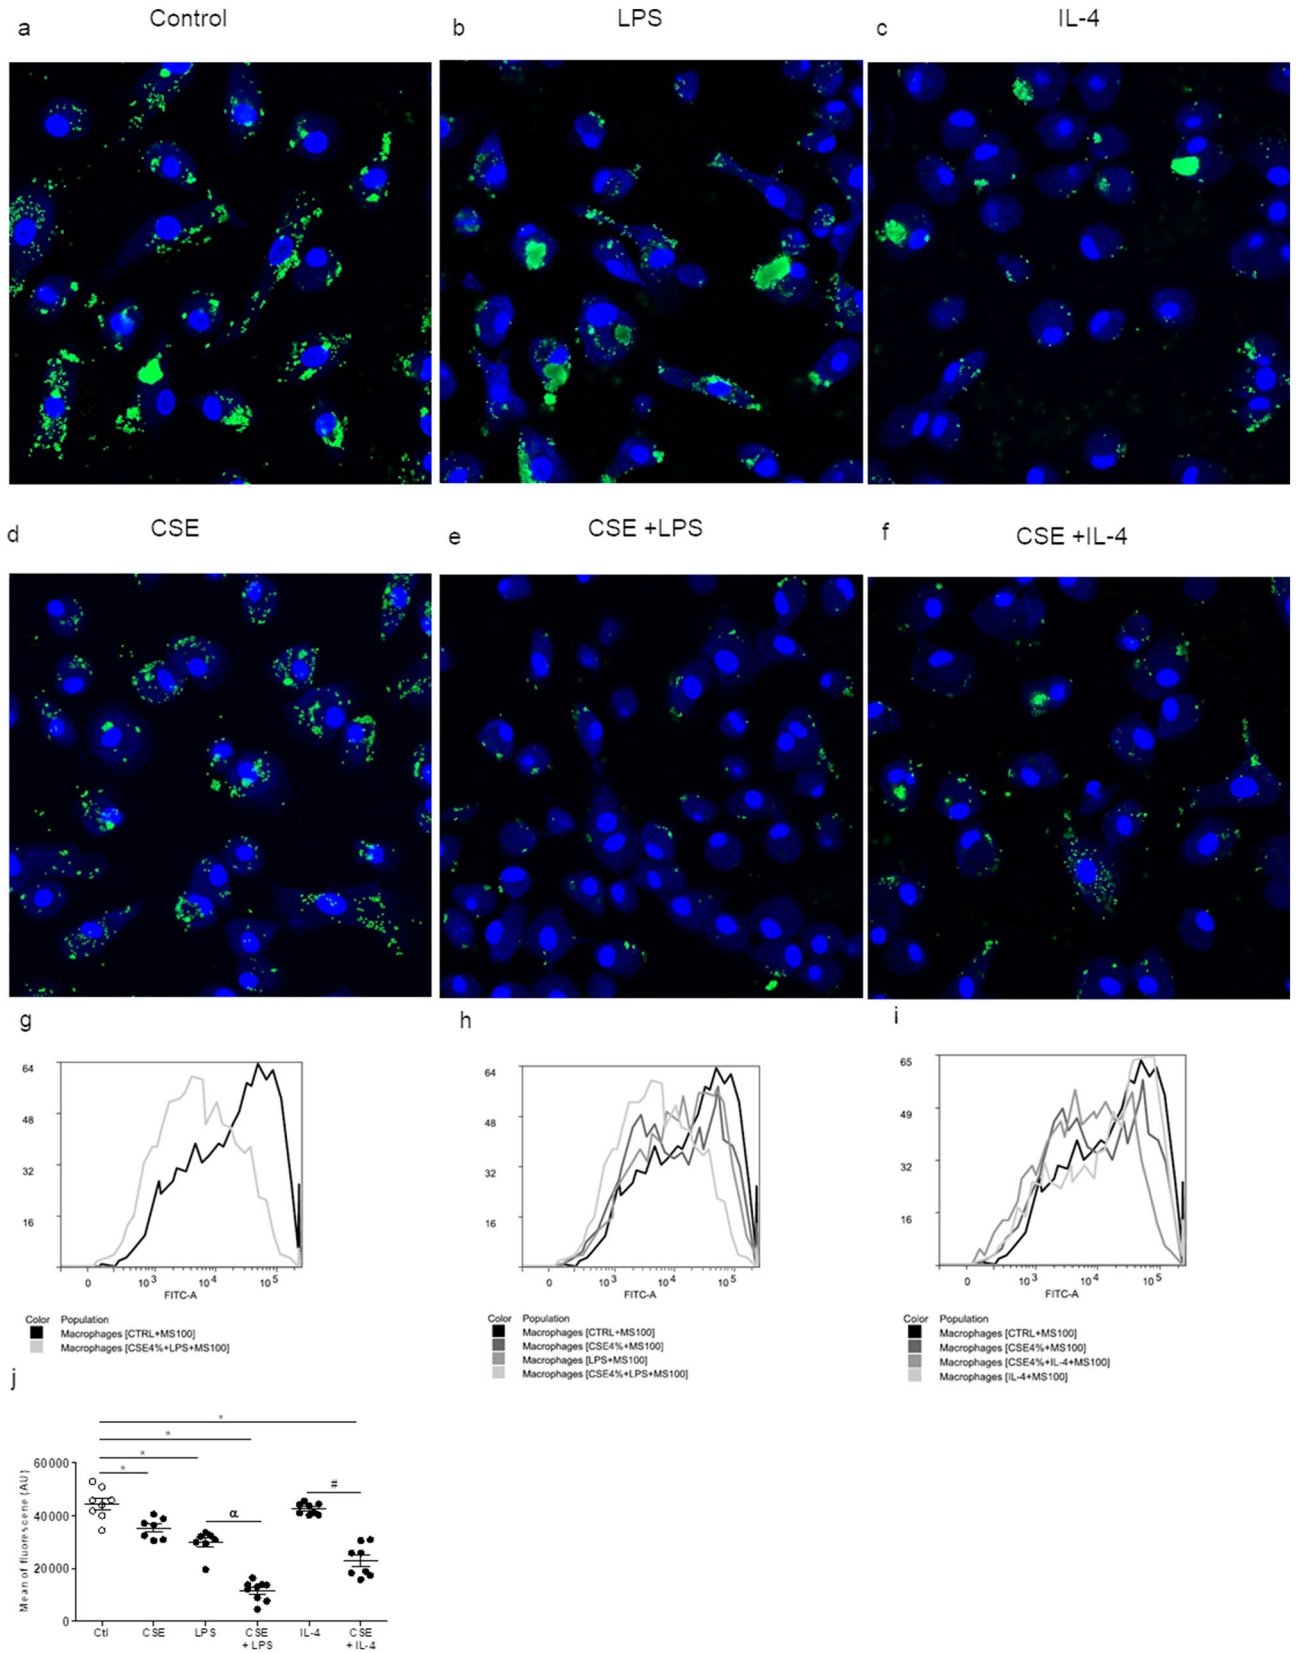 a
Control
b
LPS
c
IL-4
d
CSE
e
CSE +LPS
f
CSE +IL-4
g
64
48
32
16
0 10³ 10⁴ 10⁵
FITC-A
Color Population
Macrophages [CTRL+MS100]
Macrophages [CSE4%+LPS+MS100]
h
64
48
32
16
0 10³ 10⁴ 10⁵
FITC-A
Color Population
Macrophages [CTRL+MS100]
Macrophages [CSE4%+MS100]
Macrophages [LPS+MS100]
Macrophages [CSE4%+LPS+MS100]
i
65
49
32
16
0 10³ 10⁴ 10⁵
FITC-A
Color Population
Macrophages [CTRL+MS100]
Macrophages [CSE4%+MS100]
Macrophages [CSE4%+IL-4+MS100]
Macrophages [IL-4+MS100]
j
*
*
*
*
α
#
Mean of fluorescene (AU)
60000
40000
20000
0
Ctl CSE LPS CSE IL-4 CSE
+ LPS + IL-4